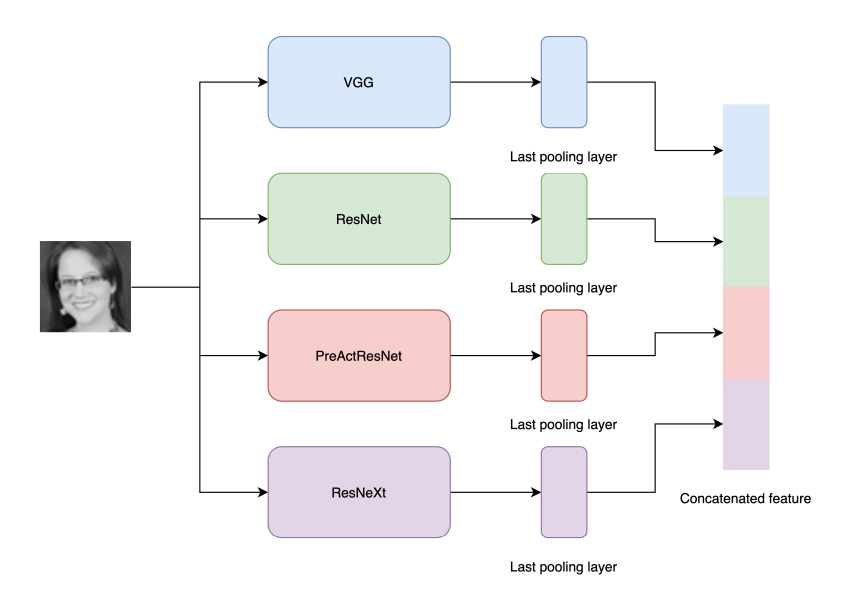 VGG
Last pooling layer
ResNet
Last pooling layer
PreActResNet
Last pooling layer
ResNeXt
Concatenated feature
Last pooling layer